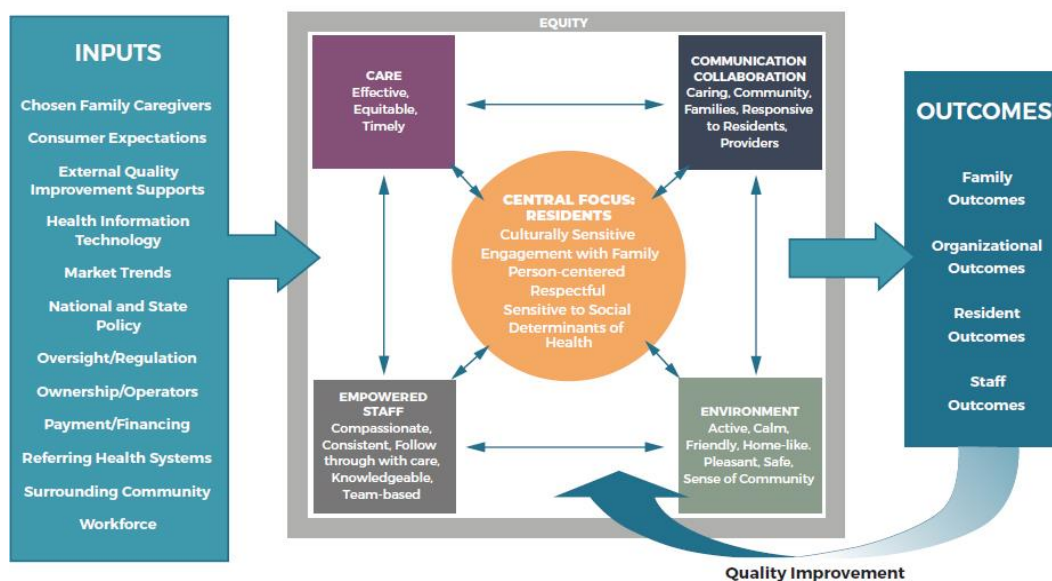 INPUTS
Chosen Family Caregivers
Consumer Expectations
External Quality
Improvement Supports
Health Information
Technology
Market Trends
National and State
Policy
Oversight/Regulation
Ownership/Operators
Payment/Financing
Referring Health Systems
Surrounding Community
Workforce
EQUITY
CARE
Effective,
Equitable,
Timely
COMMUNICATION
COLLABORATION
Caring, Community,
Families, Responsive
to Residents,
Providers
CENTRAL FOCUS:
RESIDENTS
Culturally Sensitive
Engagement with Family
Person-centered
Respectful
Sensitive to Social
Determinants of
Health
EMPOWERED
STAFF
Compassionate,
Consistent, Follow
through with care,
Knowledgeable,
Team-based
ENVIRONMENT
Active, Calm,
Friendly, Home-like.
Pleasant, Safe,
Sense of Community
OUTCOMES
Family
Outcomes
Organizational
Outcomes
Resident
Outcomes
Staff
Outcomes
Quality Improvement